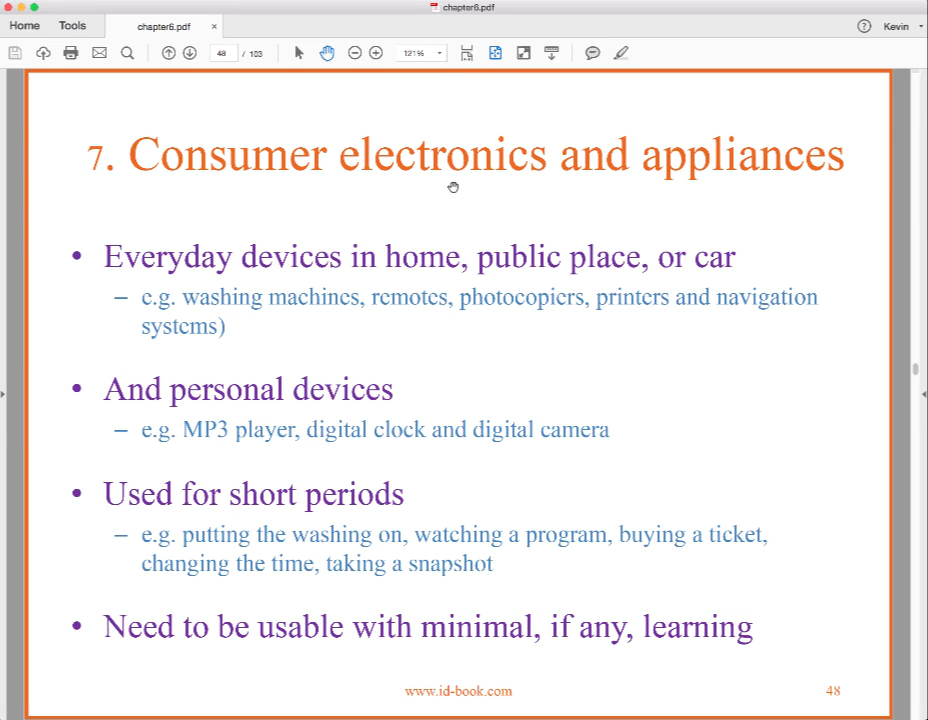 chapter6.pdf
Home Tools chapter6.pdf × ? Kevin
48 / 103 121%
7. Consumer electronics and appliances
• Everyday devices in home, public place, or car
– e.g. washing machines, remotes, photocopiers, printers and navigation
systems)
• And personal devices
– e.g. MP3 player, digital clock and digital camera
• Used for short periods
– e.g. putting the washing on, watching a program, buying a ticket,
changing the time, taking a snapshot
• Need to be usable with minimal, if any, learning
www.id-book.com 48